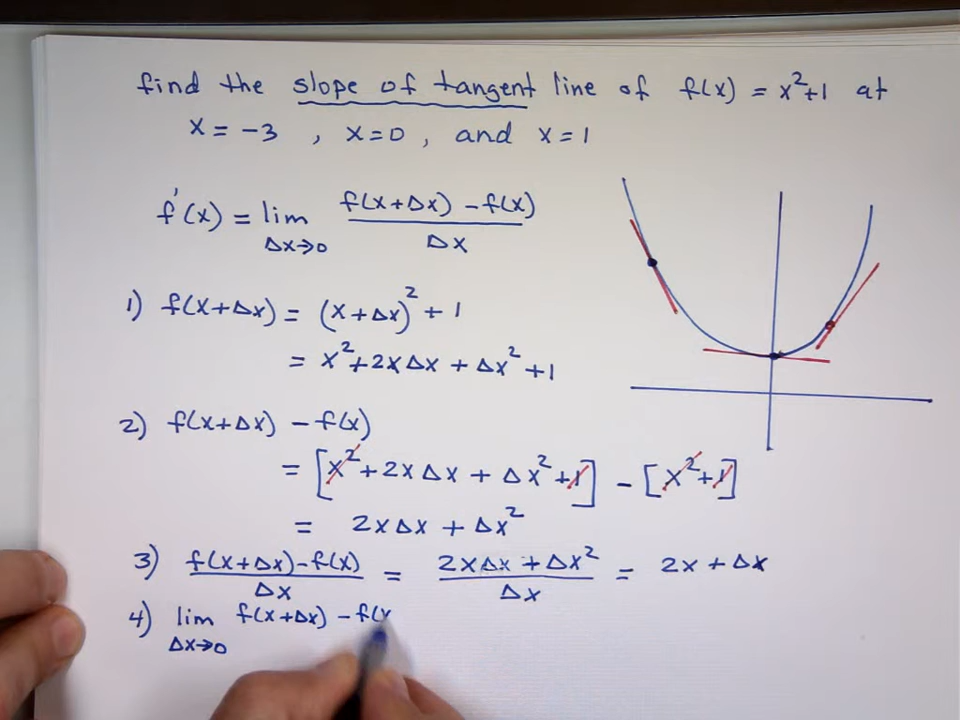 find the slope of tangent line of f(x) = x²+1 at
x = -3 , x=0 , and x=1
f'(x) = lim Δx→0 f(x+Δx) - f(x) / Δx
1) f(x+Δx) = (x+Δx)² + 1
= x²+2xΔx + Δx² +1
2) f(x+Δx) - f(x)
= [x²+2xΔx + Δx²+1] - [x²+1]
= 2xΔx + Δx²
3) f(x+Δx)-f(x) / Δx = 2xΔx + Δx² / Δx = 2x + Δx
4) lim Δx→0 f(x+Δx) - f(x